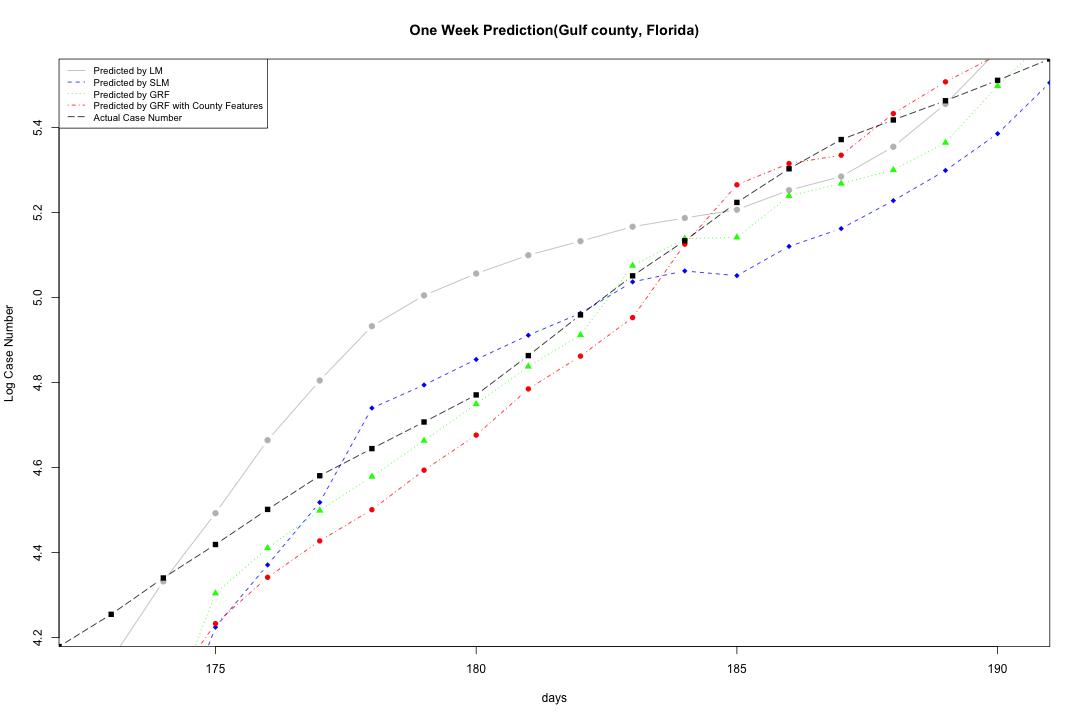 One Week Prediction(Gulf county, Florida)
Predicted by LM
Predicted by SLM
Predicted by GRF
Predicted by GRF with County Features
Actual Case Number
Log Case Number
5.4
5.2
5.0
4.8
4.6
4.4
4.2
175 180 185 190
days